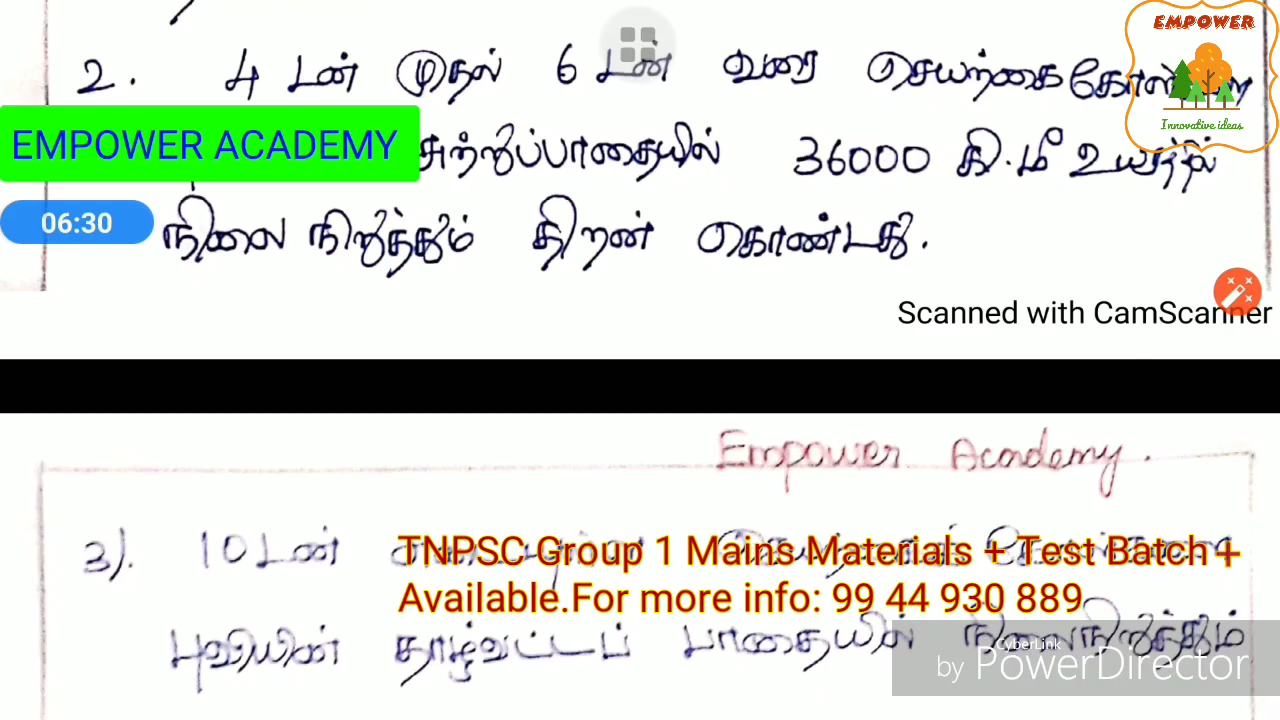 EMPOWER
Innovative ideas
2. 4 டன் முதல் 6 டன் வரை செயற்கை
EMPOWER ACADEMY
சுற்றுப்பாதையில் 36000 கி.மீ உயரத்தில்
06:30
நிலை நிறுத்தும் திறன் கொண்டது.
Scanned with CamScanner
Empower Academy.
3). 10 டன்
TNPSC Group 1 Mains Materials + Test Batch +
Available.For more info: 99 44 930 889
புவியின் தாழ்வட்டப் பாதையில் நிலைநிறுத்தும்
CyberLink
by PowerDirector